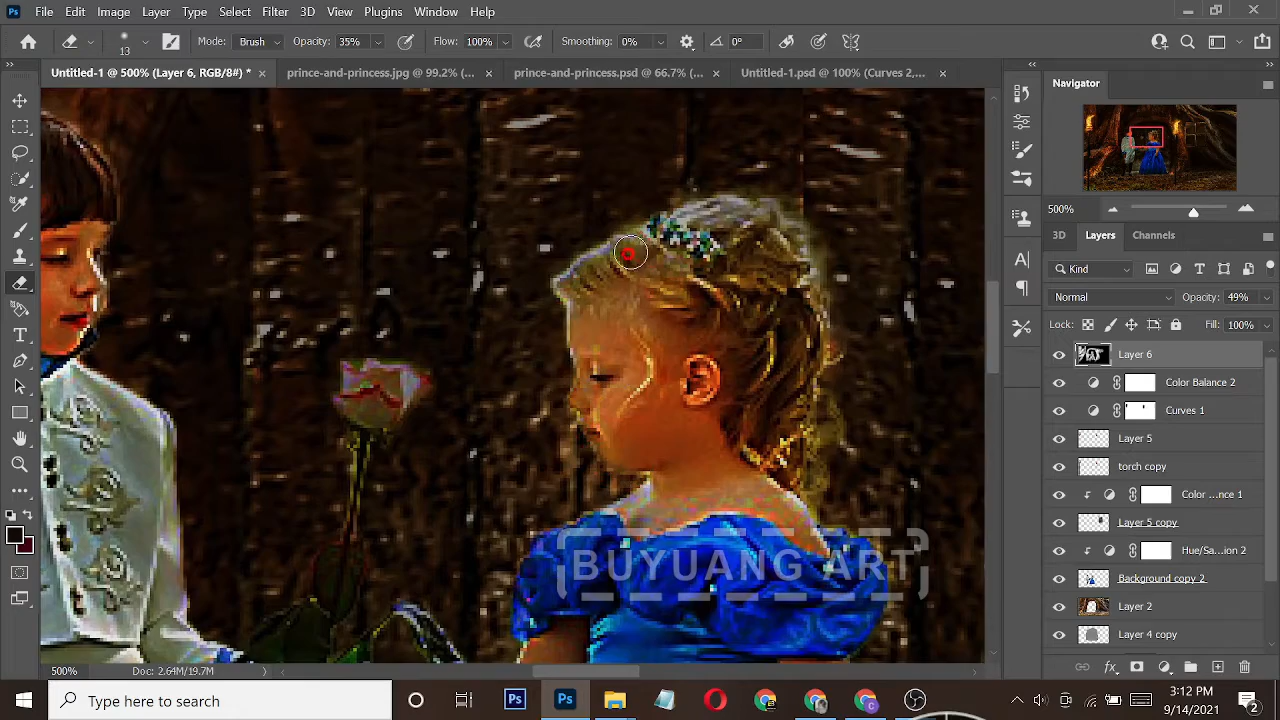 File Edit Image Layer Type Select Filter 3D View Plugins Window Help
13 Mode: Brush Opacity: 35% Flow: 100% Smoothing: 0% 0°
Untitled-1 @ 500% (Layer 6, RGB/8#) * × prince-and-princess.jpg @ 99.2% (... × prince-and-princess.psd @ 66.7% (... × Untitled-1.psd @ 100% (Curves 2,... ×
Navigator
500%
3D Layers Channels
Kind
Normal Opacity: 49%
Lock: Fill: 100%
Layer 6
Color Balance 2
Curves 1
Layer 5
torch copy
Color ...nce 1
Layer 5 copy
Hue/Sa...ion 2
Background copy 2
Layer 2
Layer 4 copy
BUYUANG ART
500% Doc: 2.64M/19.7M
Type here to search
3:12 PM
9/14/2021
2